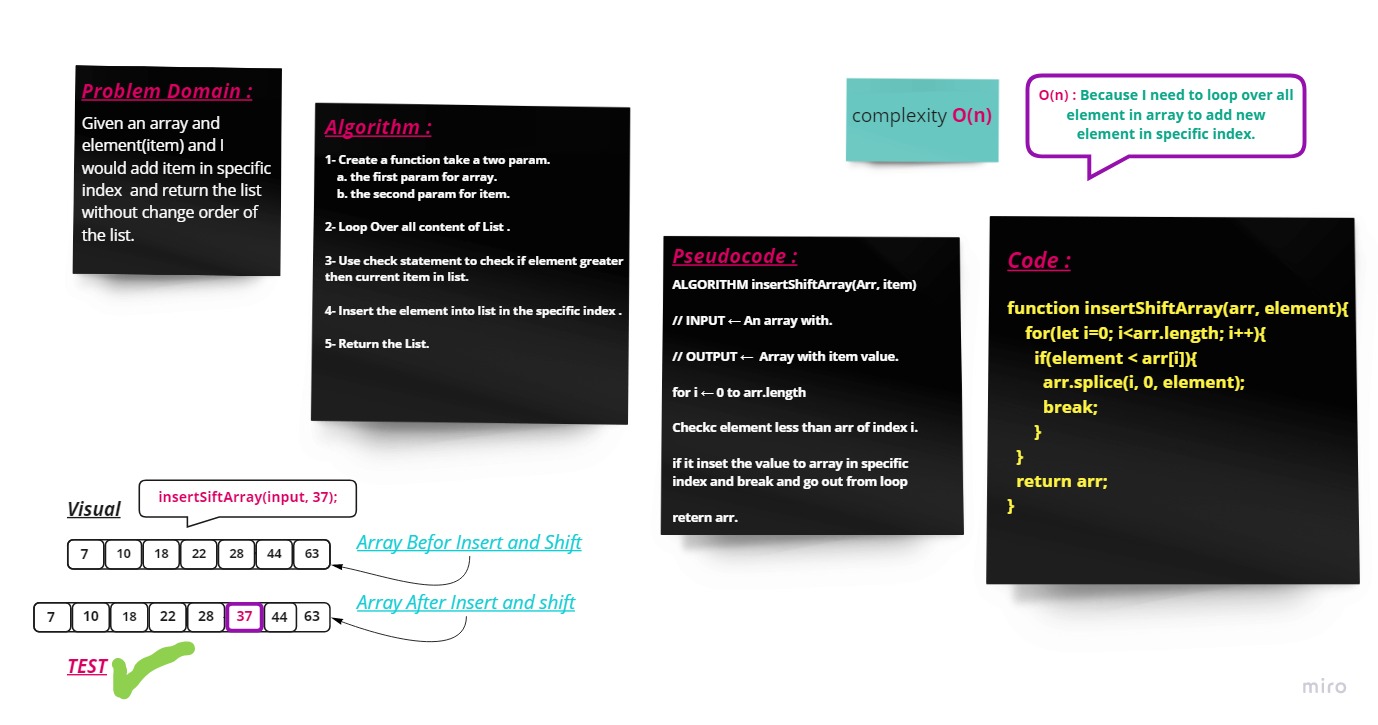 Problem Domain :
Given an array and
element(item) and I
would add item in specific
index and return the list
without change order of
the list.
Algorithm :
1- Create a function take a two param.
a. the first param for array.
b. the second param for item.
2- Loop Over all content of List .
3- Use check statement to check if element greater
then current item in list.
4- Insert the element into list in the specific index .
5- Return the List.
complexity O(n)
O(n) : Because I need to loop over all
element in array to add new
element in specific index.
Pseudocode :
ALGORITHM insertShiftArray(Arr, item)
// INPUT ← An array with.
// OUTPUT ← Array with item value.
for i ← 0 to arr.length
Checkc element less than arr of index i.
if it inset the value to array in specific
index and break and go out from loop
retern arr.
Code :
function insertShiftArray(arr, element){
for(let i=0; i<arr.length; i++){
if(element < arr[i]){
arr.splice(i, 0, element);
break;
}
}
return arr;
}
Visual
insertSiftArray(input, 37);
7 10 18 22 28 44 63
Array Befor Insert and Shift
7 10 18 22 28 37 44 63
Array After Insert and shift
TEST
miro